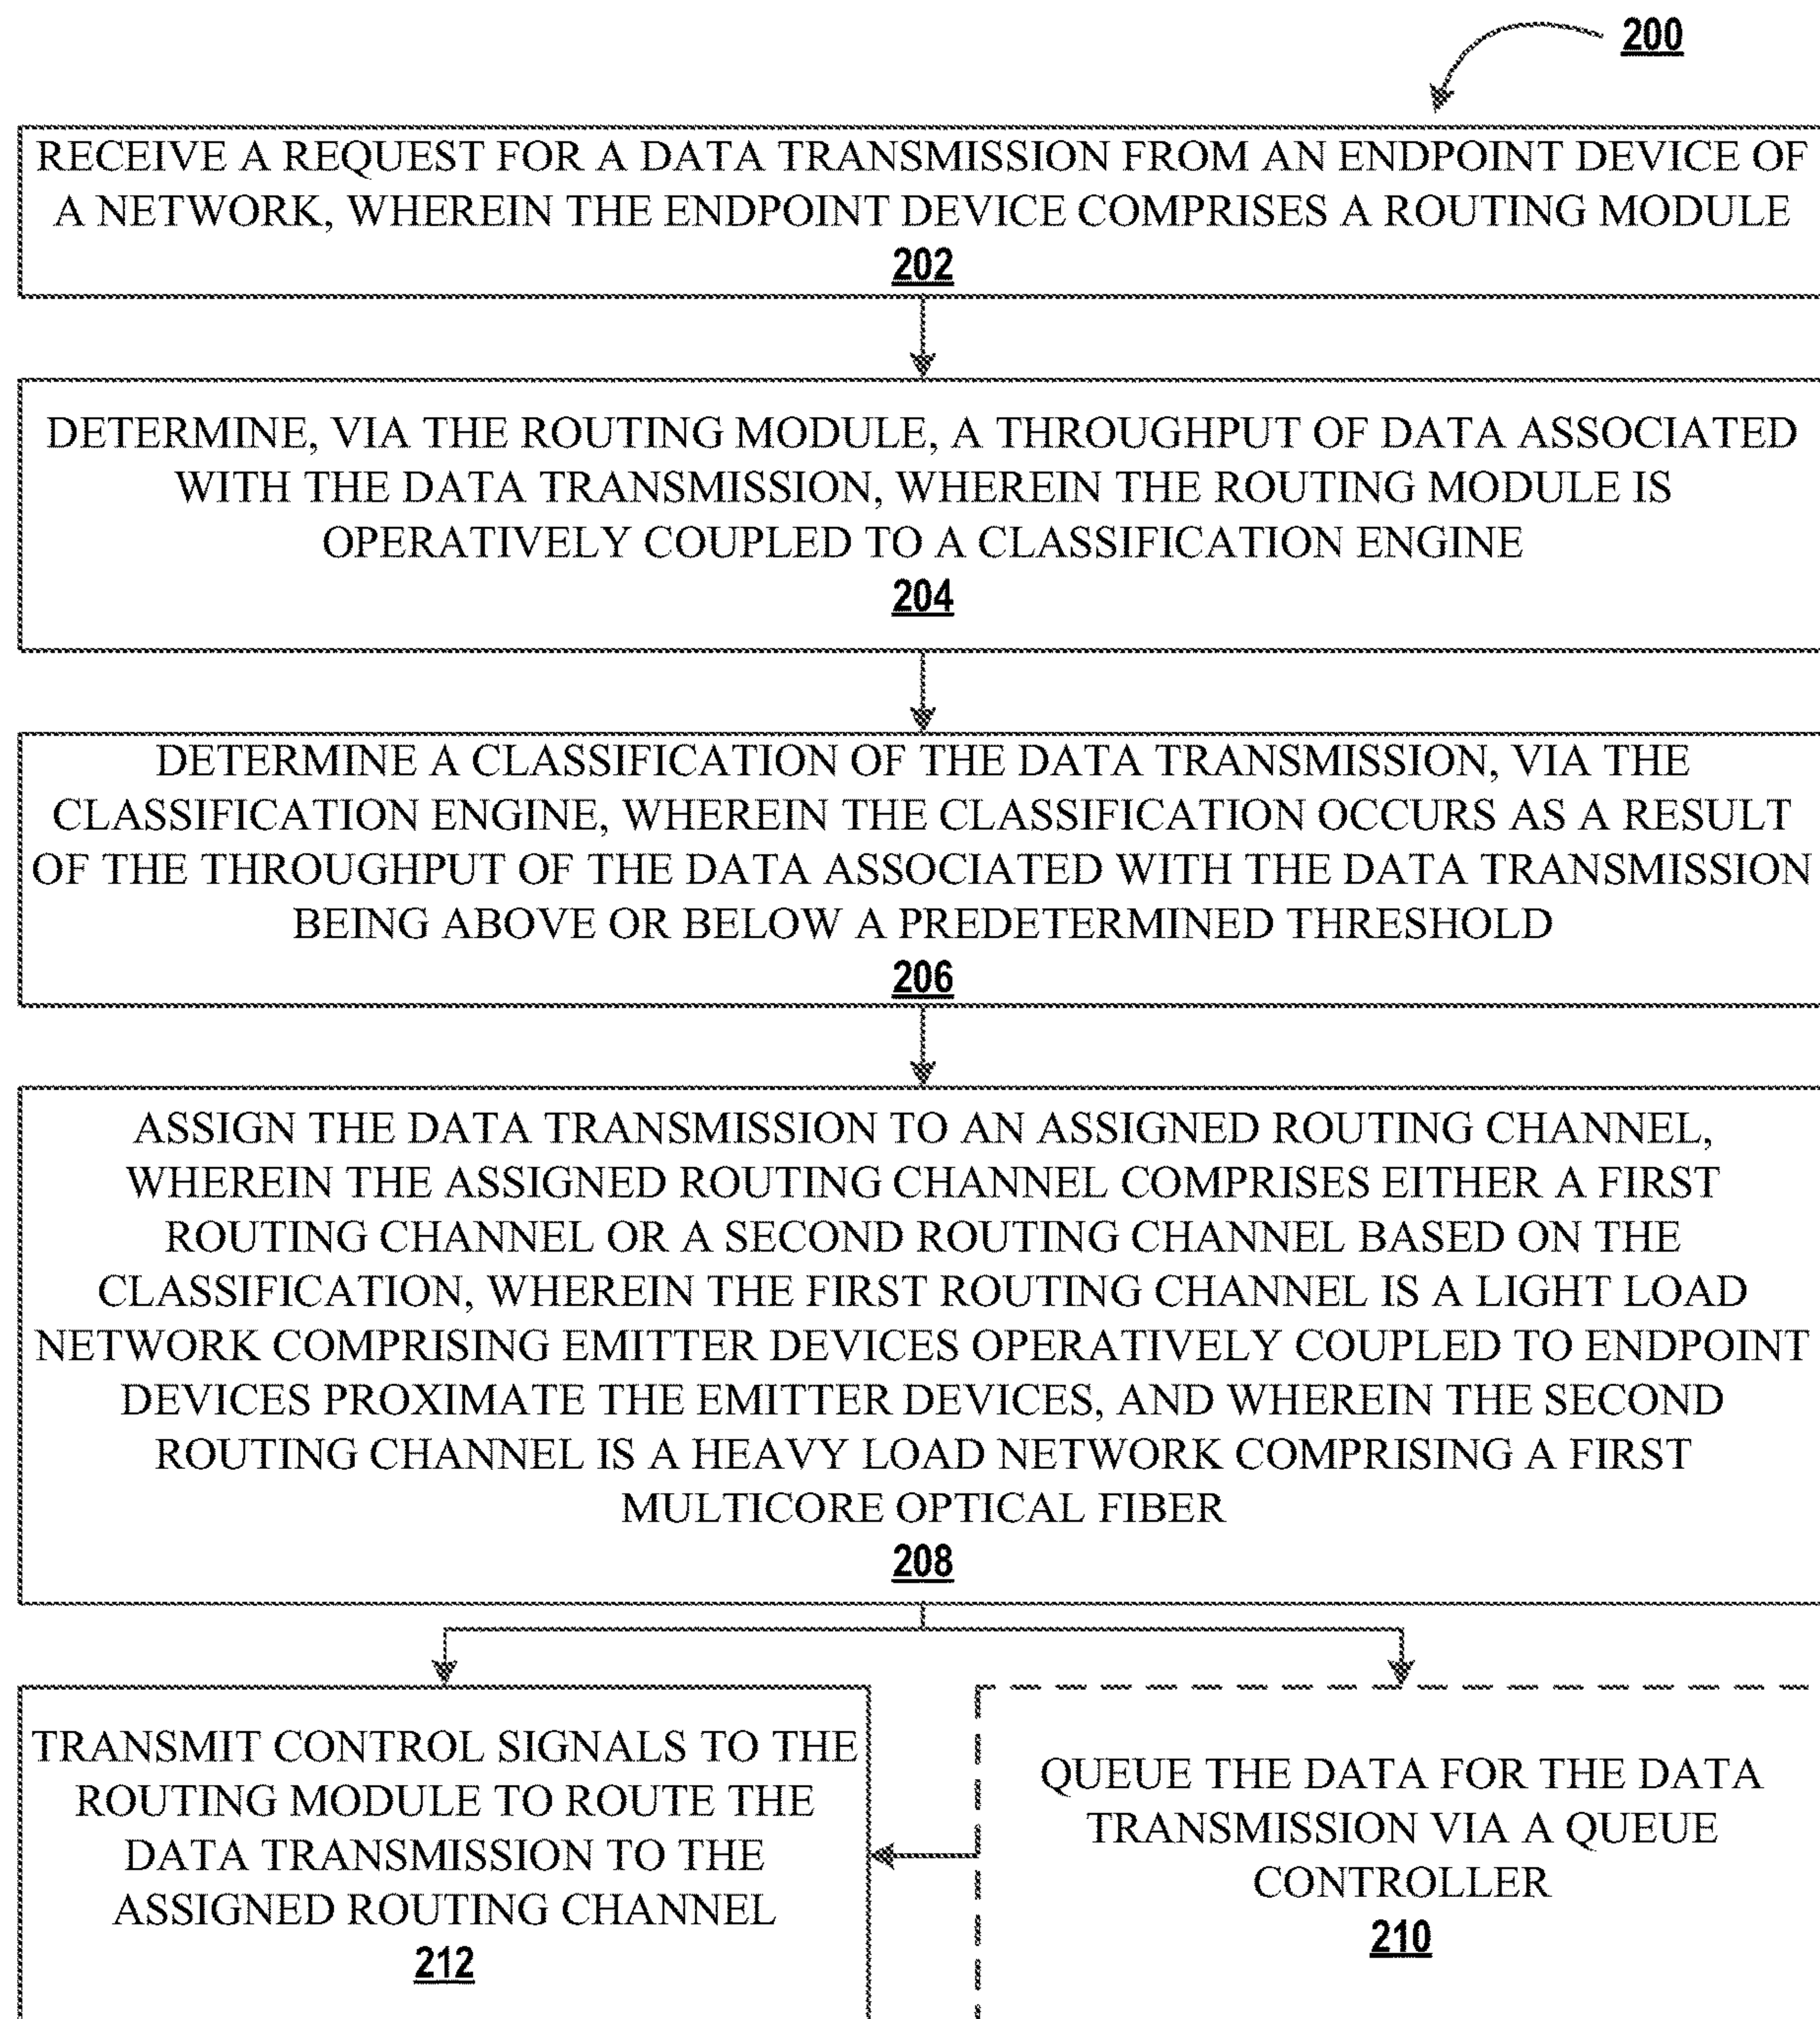 200
RECEIVE A REQUEST FOR A DATA TRANSMISSION FROM AN ENDPOINT DEVICE OF
A NETWORK, WHEREIN THE ENDPOINT DEVICE COMPRISES A ROUTING MODULE
202
DETERMINE, VIA THE ROUTING MODULE, A THROUGHPUT OF DATA ASSOCIATED
WITH THE DATA TRANSMISSION, WHEREIN THE ROUTING MODULE IS
OPERATIVELY COUPLED TO A CLASSIFICATION ENGINE
204
DETERMINE A CLASSIFICATION OF THE DATA TRANSMISSION, VIA THE
CLASSIFICATION ENGINE, WHEREIN THE CLASSIFICATION OCCURS AS A RESULT
OF THE THROUGHPUT OF THE DATA ASSOCIATED WITH THE DATA TRANSMISSION
BEING ABOVE OR BELOW A PREDETERMINED THRESHOLD
206
ASSIGN THE DATA TRANSMISSION TO AN ASSIGNED ROUTING CHANNEL,
WHEREIN THE ASSIGNED ROUTING CHANNEL COMPRISES EITHER A FIRST
ROUTING CHANNEL OR A SECOND ROUTING CHANNEL BASED ON THE
CLASSIFICATION, WHEREIN THE FIRST ROUTING CHANNEL IS A LIGHT LOAD
NETWORK COMPRISING EMITTER DEVICES OPERATIVELY COUPLED TO ENDPOINT
DEVICES PROXIMATE THE EMITTER DEVICES, AND WHEREIN THE SECOND
ROUTING CHANNEL IS A HEAVY LOAD NETWORK COMPRISING A FIRST
MULTICORE OPTICAL FIBER
208
TRANSMIT CONTROL SIGNALS TO THE
ROUTING MODULE TO ROUTE THE
DATA TRANSMISSION TO THE
ASSIGNED ROUTING CHANNEL
212
QUEUE THE DATA FOR THE DATA
TRANSMISSION VIA A QUEUE
CONTROLLER
210